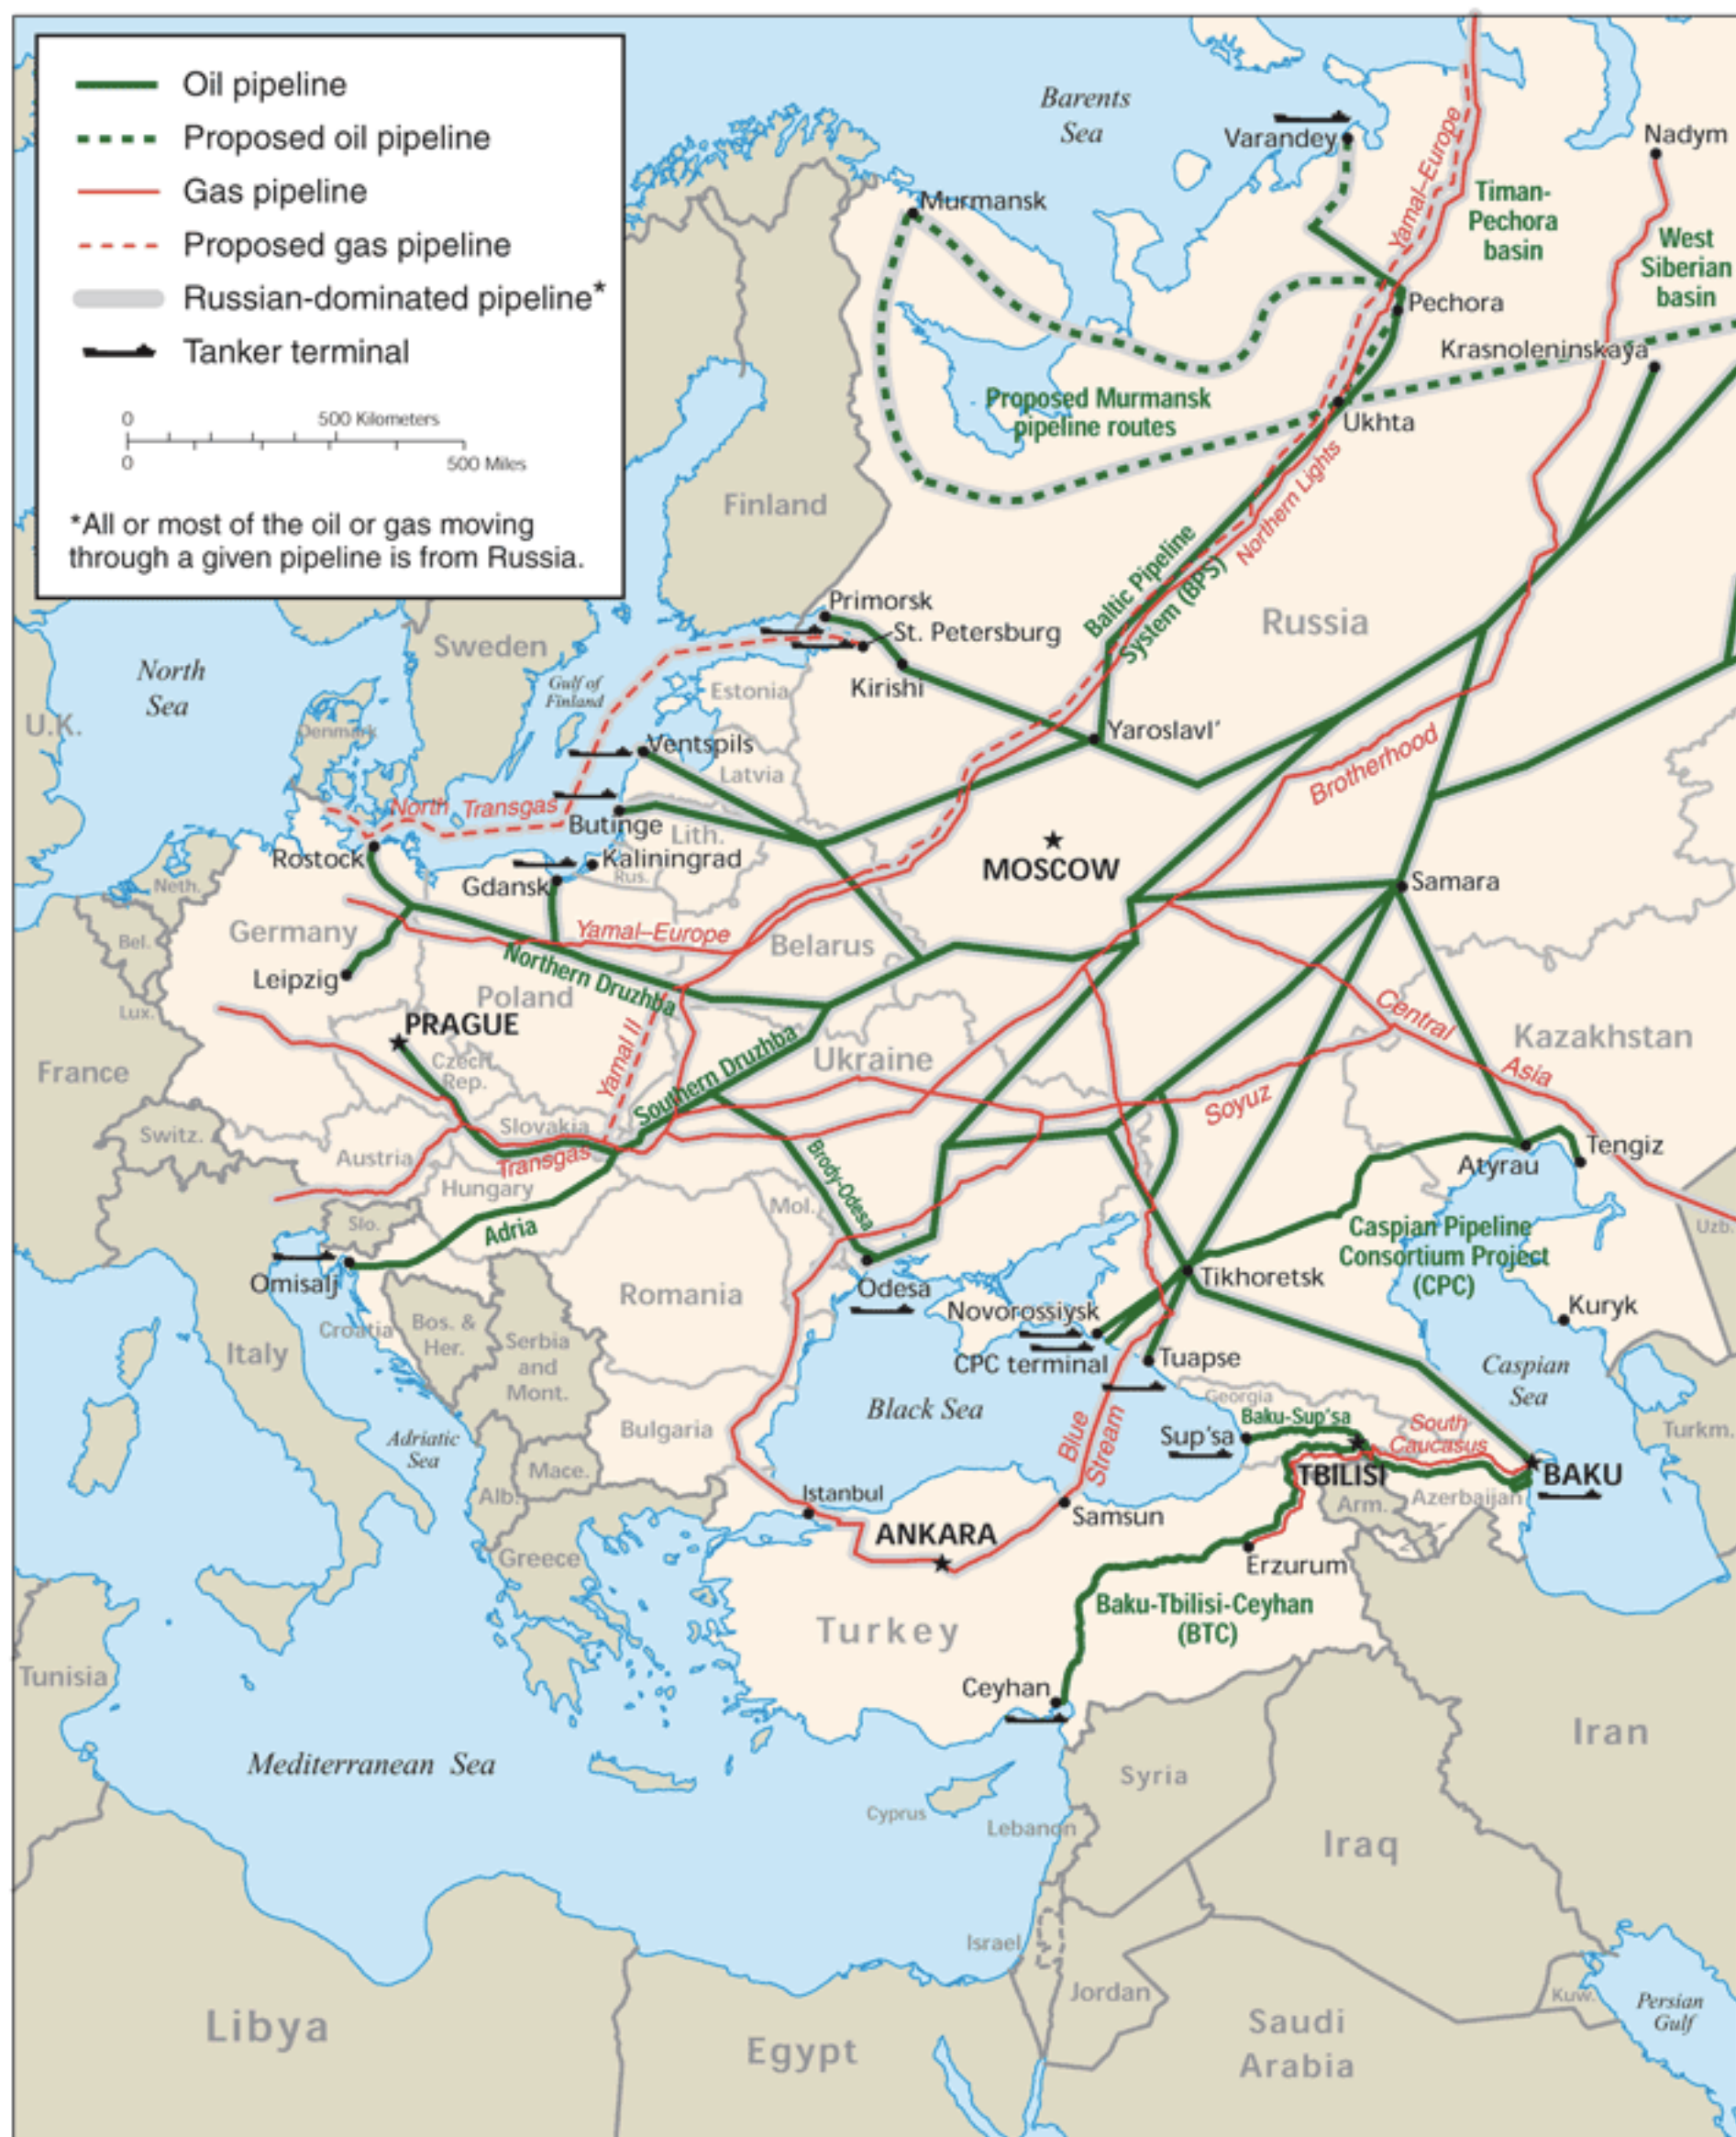 Oil pipeline
Proposed oil pipeline
Gas pipeline
Proposed gas pipeline
Russian-dominated pipeline*
Tanker terminal
0
500 Kilometers
0
500 Miles
*All or most of the oil or gas moving
through a given pipeline is from Russia.
Barents
Sea
Varandey
Nadym
Yamal–Europe
Timan-
Pechora
basin
West
Siberian
basin
Murmansk
Pechora
Krasnoleninskaya
Proposed Murmansk
pipeline routes
Ukhta
Northern Lights
Finland
Baltic Pipeline
System (BPS)
Russia
Primorsk
St. Petersburg
Kirishi
Sweden
North
Sea
Gulf of
Finland
Estonia
U.K.
Denmark
Ventspils
Latvia
Yaroslavl’
Brotherhood
North Transgas
Butinge
Lith.
Rostock
Kaliningrad
Rus.
Gdansk
MOSCOW
Samara
Neth.
Germany
Bel.
Yamal–Europe
Belarus
Leipzig
Northern Druzhba
Poland
Lux.
PRAGUE
Yamal II
Ukraine
Central
Asia
Kazakhstan
France
Czech
Rep.
Southern Druzhba
Soyuz
Switz.
Slovakia
Austria
Transgas
Hungary
Brody-Odesa
Mol.
Atyrau
Tengiz
Uzb.
Slo.
Adria
Caspian Pipeline
Consortium Project
(CPC)
Omisalj
Odesa
Tikhoretsk
Kuryk
Romania
Novorossiysk
CPC terminal
Tuapse
Croatia
Bos. &
Her.
Serbia
and
Mont.
Italy
Caspian
Sea
Black Sea
Georgia
Bulgaria
Blue
Stream
Baku-Sup’sa
South
Caucasus
Turkm.
Adriatic
Sea
Sup’sa
Mace.
TBILISI
BAKU
Alb.
Istanbul
Arm.
Azerbaijan
Samsun
ANKARA
Greece
Erzurum
Baku-Tbilisi-Ceyhan
(BTC)
Turkey
Tunisia
Ceyhan
Iran
Mediterranean Sea
Syria
Cyprus
Lebanon
Iraq
Israel
Jordan
Kuw.
Persian
Gulf
Libya
Egypt
Saudi
Arabia